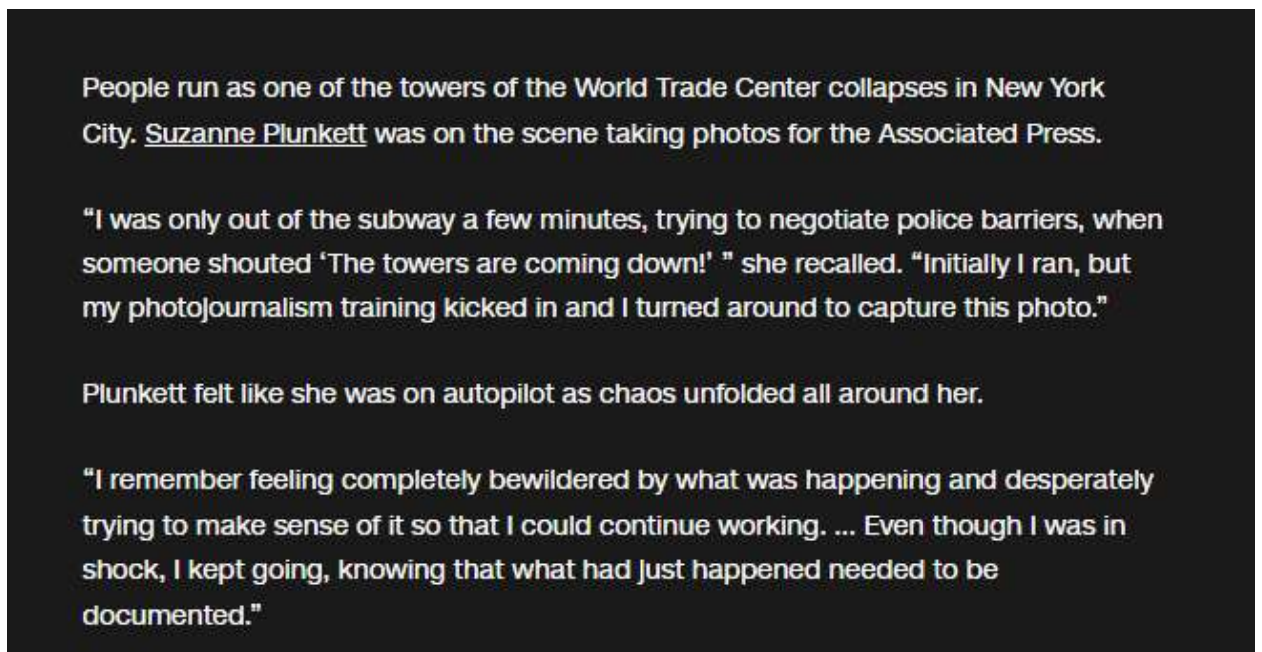 People run as one of the towers of the World Trade Center collapses in New York
City. Suzanne Plunkett was on the scene taking photos for the Associated Press.
“I was only out of the subway a few minutes, trying to negotiate police barriers, when
someone shouted ‘The towers are coming down!’ ” she recalled. “Initially I ran, but
my photojournalism training kicked in and I turned around to capture this photo.”
Plunkett felt like she was on autopilot as chaos unfolded all around her.
“I remember feeling completely bewildered by what was happening and desperately
trying to make sense of it so that I could continue working. ... Even though I was in
shock, I kept going, knowing that what had just happened needed to be
documented.”